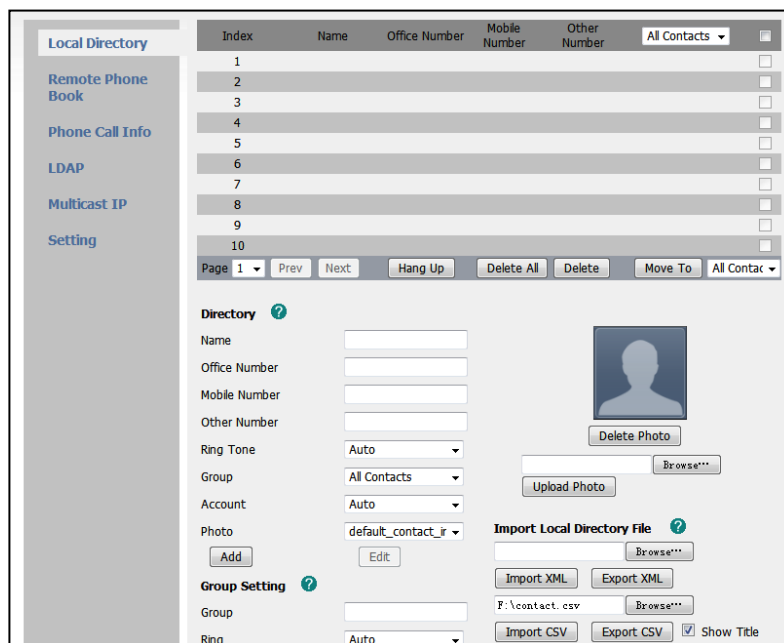 Local Directory
Remote Phone
Book
Phone Call Info
LDAP
Multicast IP
Setting
Index Name Office Number Mobile Number Other Number All Contacts
1
2
3
4
5
6
7
8
9
10
Page 1 Prev Next Hang Up Delete All Delete Move To All Contac
Directory ?
Name
Office Number
Mobile Number
Other Number
Ring Tone Auto
Group All Contacts
Account Auto
Photo default_contact_ir
Add Edit
Group Setting ?
Group
Ring Auto
Delete Photo
Browse...
Upload Photo
Import Local Directory File ?
Browse...
Import XML Export XML
F:\contact.csv Browse...
Import CSV Export CSV Show Title